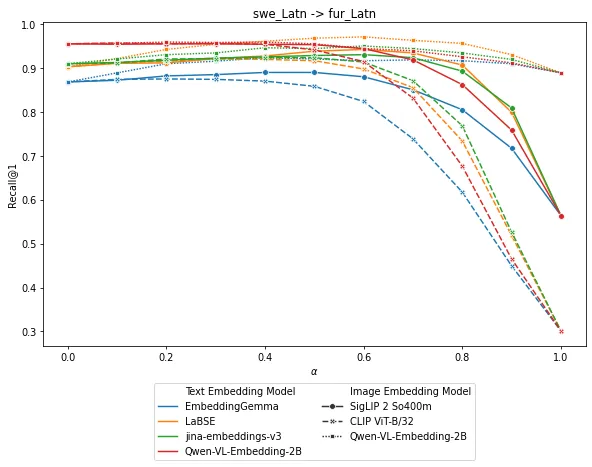 swe_Latn -> fur_Latn
1.0
0.9
0.8
0.7
0.6
0.5
0.4
0.3
Recall@1
0.0 0.2 0.4 0.6 0.8 1.0
α
Text Embedding Model Image Embedding Model
EmbeddingGemma SigLIP 2 So400m
LaBSE CLIP ViT-B/32
jina-embeddings-v3 Qwen-VL-Embedding-2B
Qwen-VL-Embedding-2B